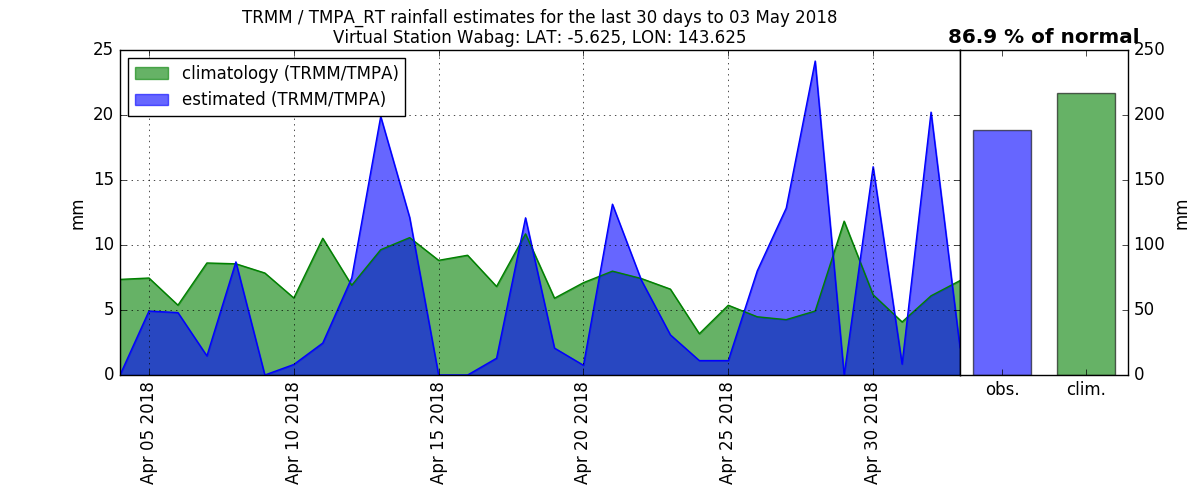 TRMM / TMPA_RT rainfall estimates for the last 30 days to 03 May 2018
Virtual Station Wabag: LAT: -5.625, LON: 143.625
86.9 % of normal
climatology (TRMM/TMPA)
estimated (TRMM/TMPA)
25
20
15
10
5
0
mm
Apr 05 2018
Apr 10 2018
Apr 15 2018
Apr 20 2018
Apr 25 2018
Apr 30 2018
250
200
150
100
50
0
mm
obs.
clim.